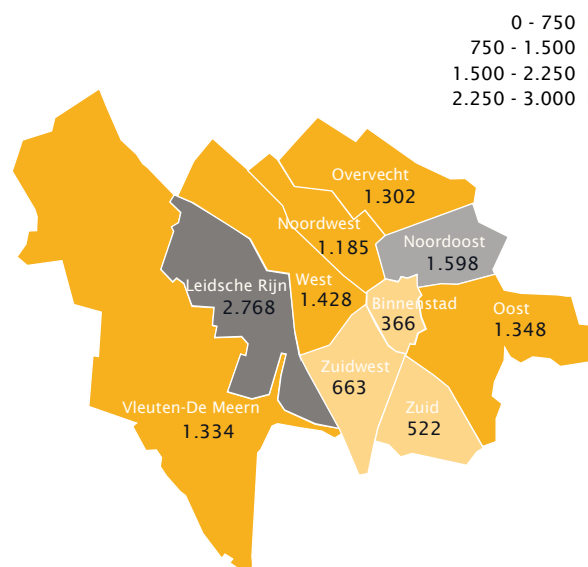 0 - 750
750 - 1.500
1.500 - 2.250
2.250 - 3.000
Overvecht
1.302
Noordwest
1.185
Noordoost
1.598
Leidsche Rijn
2.768
West
1.428
Binnenstad
366
Oost
1.348
Zuidwest
663
Vleuten-De Meern
1.334
Zuid
522